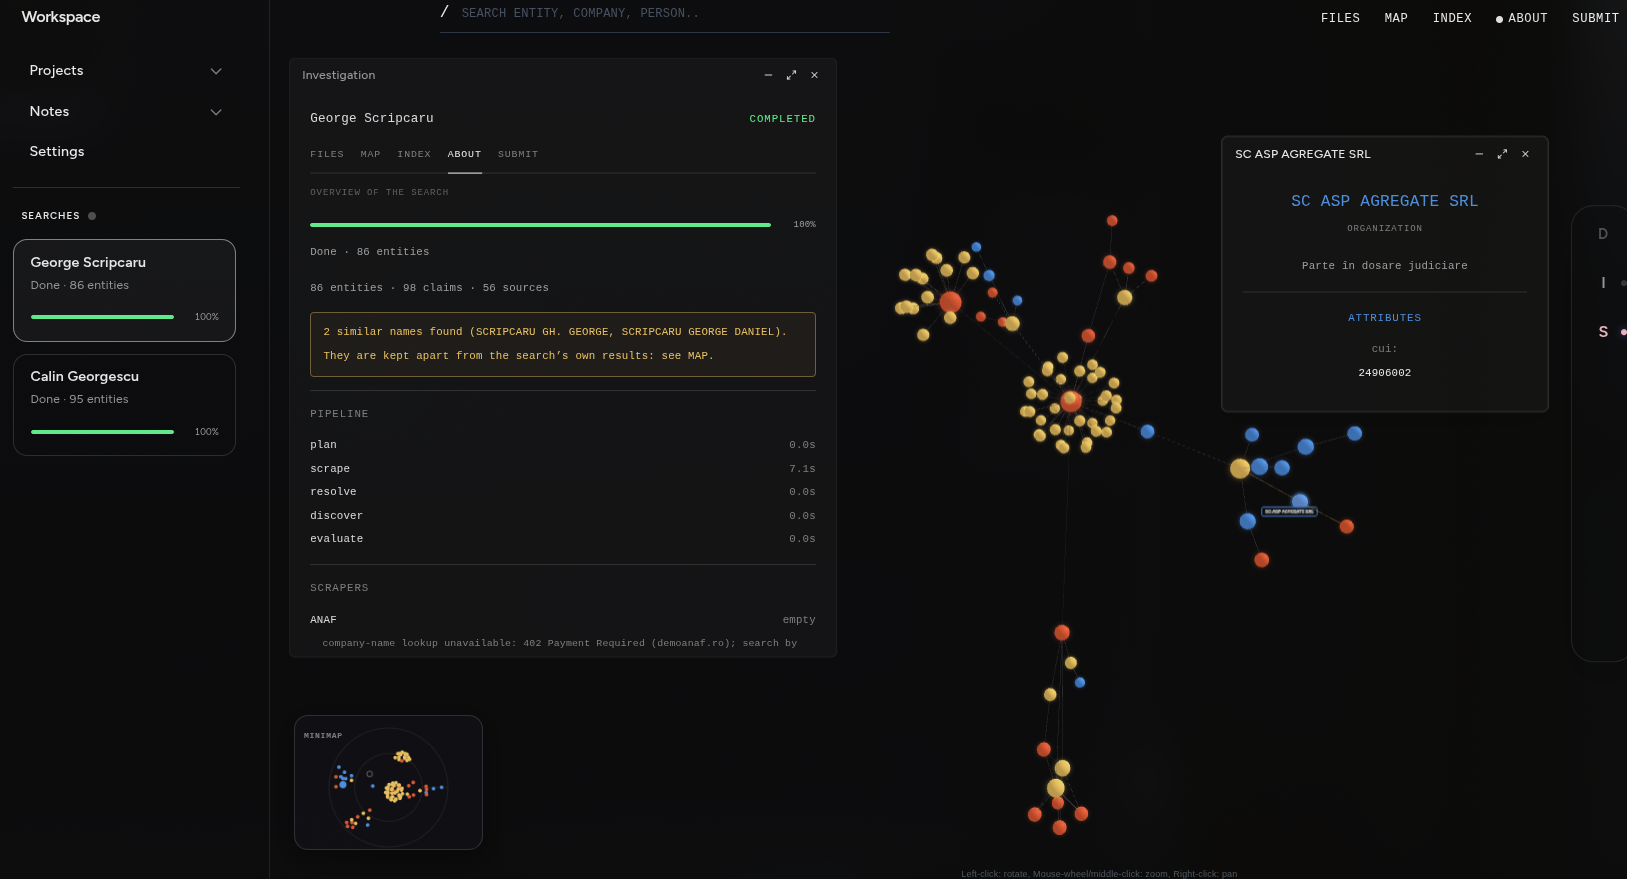 Workspace
/ SEARCH ENTITY, COMPANY, PERSON..
FILES MAP INDEX ABOUT SUBMIT
Projects
Notes
Settings
SEARCHES
George Scripcaru
Done · 86 entities
100%
Calin Georgescu
Done · 95 entities
100%
Investigation
George Scripcaru COMPLETED
FILES MAP INDEX ABOUT SUBMIT
OVERVIEW OF THE SEARCH
100%
Done · 86 entities
86 entities · 98 claims · 56 sources
2 similar names found (SCRIPCARU GH. GEORGE, SCRIPCARU GEORGE DANIEL).
They are kept apart from the search’s own results: see MAP.
PIPELINE
plan 0.0s
scrape 7.1s
resolve 0.0s
discover 0.0s
evaluate 0.0s
SCRAPERS
ANAF empty
company-name lookup unavailable: 402 Payment Required (demoanaf.ro); search by
MINIMAP
SC ASP AGREGATE SRL
SC ASP AGREGATE SRL
ORGANIZATION
Parte în dosare judiciare
ATTRIBUTES
cui:
24906002
SC ASP AGREGATE SRL
D
I
S
Left-click: rotate, Mouse-wheel/middle-click: zoom, Right-click: pan